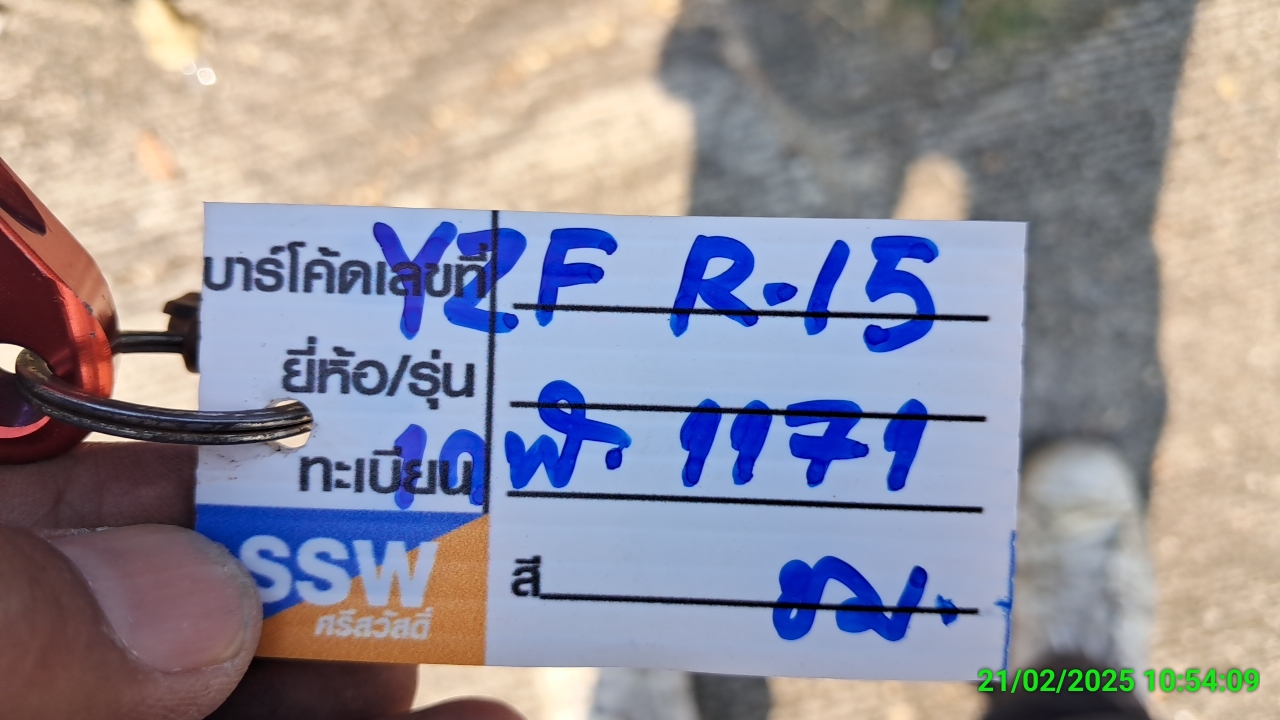 บาร์โค้ดเลขที่ YZF R-15
ยี่ห้อ/รุ่น
ทะเบียน 1กฬ. 1171
SSW
ศรีสวัสดิ์
สี
21/02/2025 10:54:09